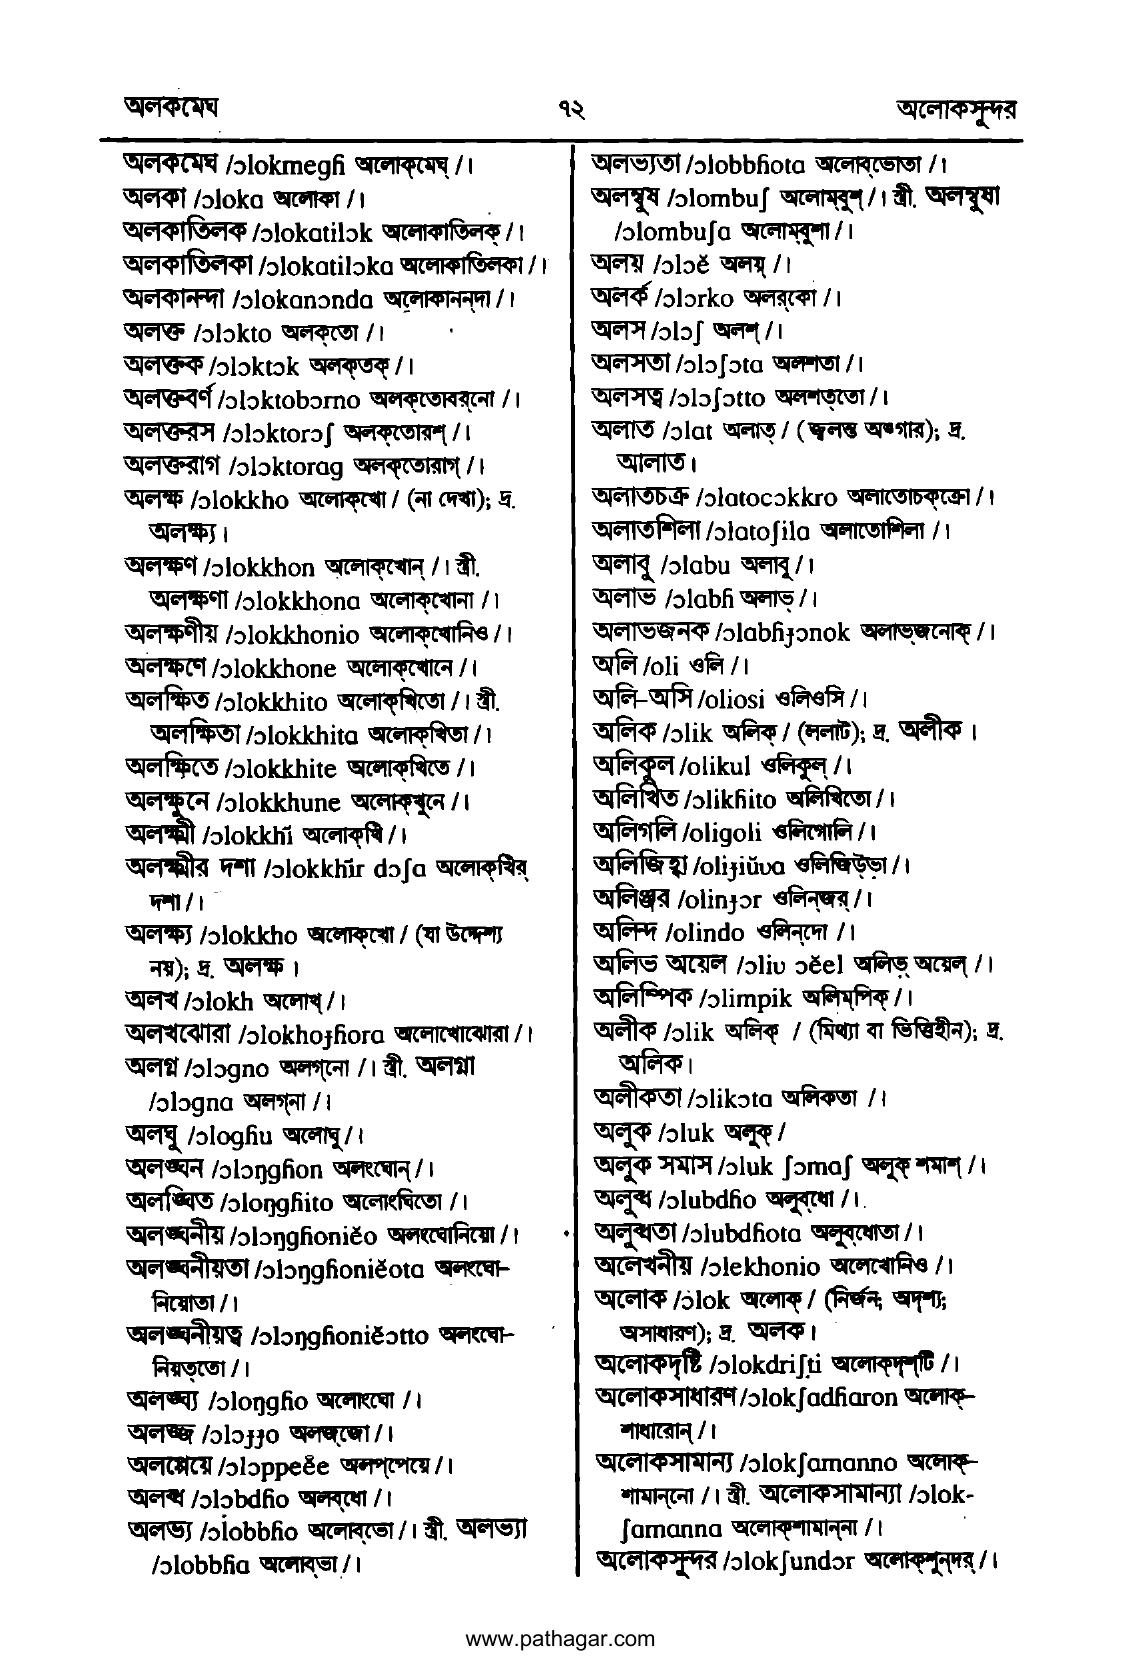 অলকমেঘ ৭২ অলোকসুন্দর
অলকমেঘ /ɔlokmegɦ অলোক্‌মেঘ্‌ /।
অলকা /ɔloka অলোকা /।
অলকাতিলক /ɔlokatilɔk অলোকাতিলক্‌ /।
অলকাতিলকা /ɔlokatilɔka অলোকাতিলকা /।
অলকানন্দা /ɔlokanɔnda অলোকানন্‌দা /।
অলক্ত /ɔlɔkto অলক্‌তো /।
অলক্তক /ɔlɔktɔk অলক্‌তক্‌ /।
অলক্তবর্ণ /ɔlɔktobɔrno অলক্‌তোবর্‌নো /।
অলক্তরস /ɔlɔktorɔʃ অলক্‌তোরশ্‌ /।
অলক্তরাগ /ɔlɔktorag অলক্‌তোরাগ্‌ /।
অলক্ষ /ɔlokkho অলোক্‌খো / (না দেখা); দ্র.
অলক্ষ্য।
অলক্ষণ /ɔlokkhon অলোক্‌খোন্‌ /। স্ত্রী.
অলক্ষণা /ɔlokkhona অলোক্‌খোনা /।
অলক্ষণীয় /ɔlokkhonio অলোক্‌খোনিও /।
অলক্ষণে /ɔlokkhone অলোক্‌খোনে /।
অলক্ষিত /ɔlokkhito অলোক্‌খিতো /। স্ত্রী.
অলক্ষিতা /ɔlokkhita অলোক্‌খিতা /।
অলক্ষিতে /ɔlokkhite অলোক্‌খিতে /।
অলক্ষুনে /ɔlokkhune অলোক্‌খুনে /।
অলক্ষ্মী /ɔlokkhĩ অলোক্‌খিঁ /।
অলক্ষ্মীর দশা /ɔlokkhĩr dɔʃa অলোক্‌খিঁর্‌
দশা /।
অলক্ষ্য /ɔlokkho অলোক্‌খো / (যা উদ্দেশ্য
নয়); দ্র. অলক্ষ।
অলখ /ɔlokh অলোখ্‌ /।
অলখঝোরা /ɔlokhoɟɦora অলোখোঝোরা /।
অলগ্ন /ɔlɔgno অলগ্‌নো /। স্ত্রী. অলগ্না
/ɔlɔgna অলগ্‌না /।
অলঘু /ɔlogɦu অলোঘু /।
অলঙ্ঘন /ɔlɔŋgɦon অলংঘোন্‌ /।
অলঙ্ঘিত /ɔloŋgɦito অলোংঘিতো /।
অলঙ্ঘনীয় /ɔlɔŋgɦoniĕo অলংঘোনিয়ো /।
অলঙ্ঘনীয়তা /ɔlɔŋgɦoniĕota অলংঘো-
নিয়োতা /।
অলঙ্ঘনীয়ত্ব /ɔlɔŋgɦoniĕɔtto অলংঘো-
নিয়ত্‌তো /।
অলঙ্ঘ্য /ɔloŋgɦo অলোংঘো /।
অলজ্জ /ɔlɔɟɟo অলজ্‌জো /।
অলপ্পেয়ে /ɔlɔppeĕe অলপ্‌পেয়ে /।
অলব্ধ /ɔlɔbdɦo অলব্‌ধো /।
অলভ্য /ɔlobbɦo অলোব্‌ভো /। স্ত্রী. অলভ্যা
/ɔlobbɦa অলোব্‌ভা /।
অলভ্যতা /ɔlobbɦota অলোব্‌ভোতা /।
অলম্বুষ /ɔlombuʃ অলোম্‌বুশ্‌ /। স্ত্রী. অলম্বুষা
/ɔlombuʃa অলোম্‌বুশা /।
অলয় /ɔlɔĕ অলয়্‌ /।
অলর্ক /ɔlɔrko অলর্‌কো /।
অলস /ɔlɔʃ অলশ্‌ /।
অলসতা /ɔlɔʃɔta অলশতা /।
অলসত্ব /ɔlɔʃɔtto অলশত্‌তো /।
অলাত /ɔlat অলাত্‌ / (জ্বলন্ত অঙ্গার); দ্র.
আলাত।
অলাতচক্র /ɔlatocɔkkro অলাতোচক্‌ক্রো /।
অলাতশিলা /ɔlatoʃila অলাতোশিলা /।
অলাবু /ɔlabu অলাবু /।
অলাভ /ɔlabɦ অলাভ্‌ /।
অলাভজনক /ɔlabɦɟɔnok অলাভ্‌জনোক্‌ /।
অলি /oli ওলি /।
অলি-অসি /oliosi ওলিওসি /।
অলিক /ɔlik অলিক্‌ / (ললাট); দ্র. অলীক।
অলিকুল /olikul ওলিকুল্‌ /।
অলিখিত /ɔlikɦito অলিখিতো /।
অলিগলি /oligoli ওলিগোলি /।
অলিজিহ্বা /oliɟiŭʋa ওলিজিউভা /।
অলিঞ্জর /olinɟɔr ওলিন্‌জর্‌ /।
অলিন্দ /olindo ওলিন্‌দো /।
অলিভ অয়েল /ɔliʋ ɔĕel অলিভ্‌ অয়েল্‌ /।
অলিম্পিক /ɔlimpik অলিম্‌পিক্‌ /।
অলীক /ɔlik অলিক্‌ / (মিথ্যা বা ভিত্তিহীন); দ্র.
অলিক।
অলীকতা /ɔlikɔta অলিকতা /।
অলুক /ɔluk অলুক্‌ /
অলুক সমাস /ɔluk ʃɔmaʃ অলুক্‌ শমাশ্‌ /।
অলুব্ধ /ɔlubdɦo অলুব্‌ধো /।
অলুব্ধতা /ɔlubdɦota অলুব্‌ধোতা /।
অলেখনীয় /ɔlekhonio অলেখোনিও /।
অলোক /ɔlok অলোক্‌ / (নির্জন; অদৃশ্য;
অসাধারণ); দ্র. অলক।
অলোকদৃষ্টি /ɔlokdriʃʈi অলোক্‌দৃশ্‌টি /।
অলোকসাধারণ /ɔlokʃadɦaron অলোক্‌-
শাধারোন্‌ /।
অলোকসামান্য /ɔlokʃamanno অলোক্‌-
শামান্‌নো /। স্ত্রী. অলোকসামান্যা /ɔlok-
ʃamanna অলোক্‌শামান্‌না /।
অলোকসুন্দর /ɔlokʃundɔr অলোক্‌শুন্‌দর্‌ /।
www.pathagar.com